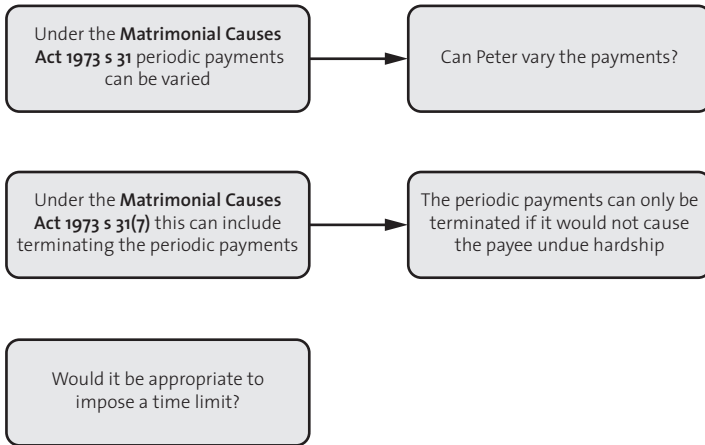 Under the Matrimonial Causes
Act 1973 s 31 periodic payments
can be varied
Can Peter vary the payments?
Under the Matrimonial Causes
Act 1973 s 31(7) this can include
terminating the periodic payments
The periodic payments can only be
terminated if it would not cause
the payee undue hardship
Would it be appropriate to
impose a time limit?